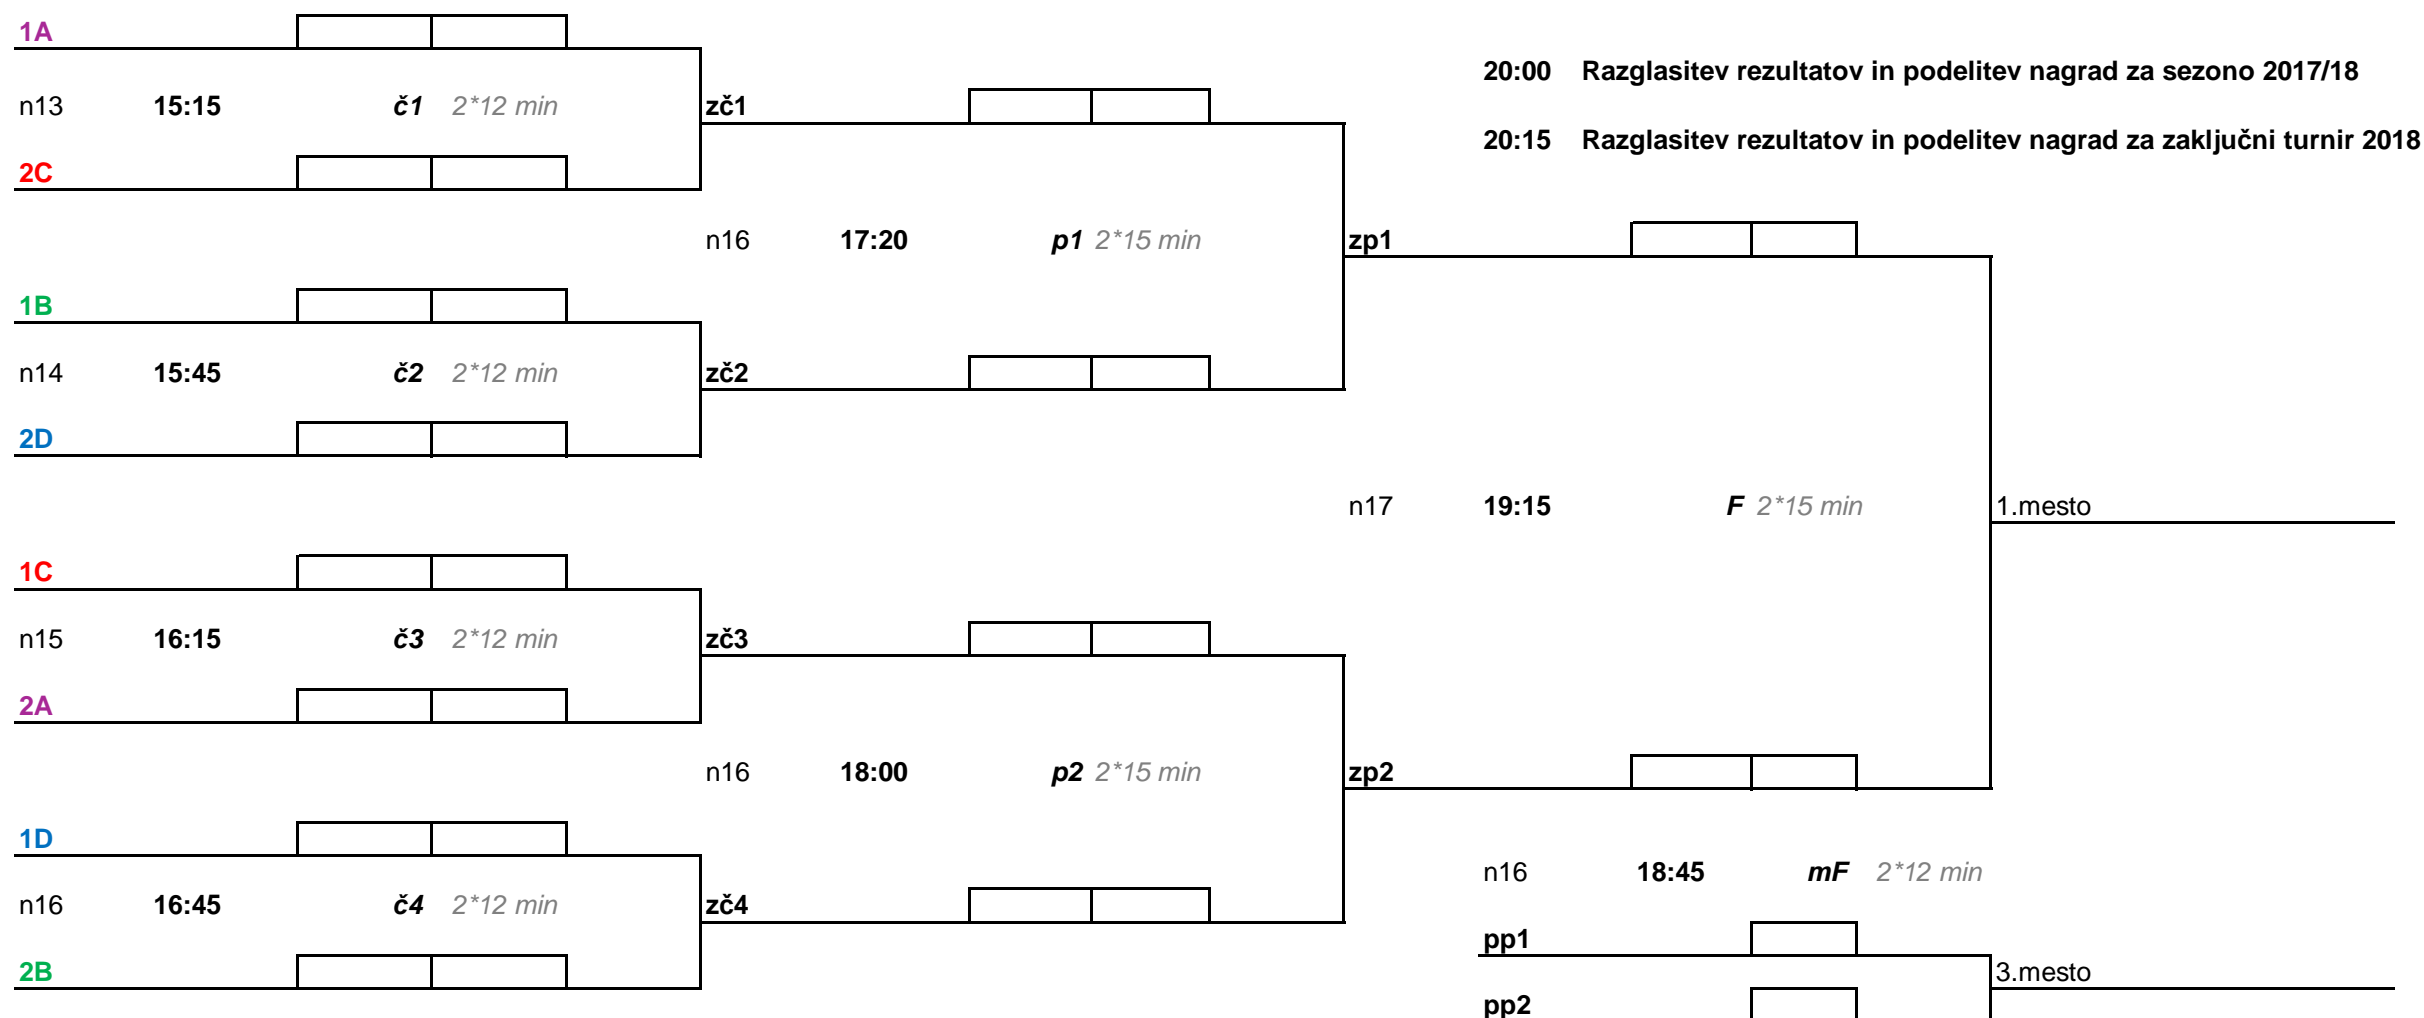 1A
20:00 Razglasitev rezultatov in podelitev nagrad za sezono 2017/18
n13 15:15 č1 2*12 min zč1
20:15 Razglasitev rezultatov in podelitev nagrad za zaključni turnir 2018
2C
n16 17:20 p1 2*15 min zp1
1B
n14 15:45 č2 2*12 min zč2
2D
n17 19:15 F 2*15 min 1.mesto
1C
n15 16:15 č3 2*12 min zč3
2A
n16 18:00 p2 2*15 min zp2
1D
n16 18:45 mF 2*12 min
n16 16:45 č4 2*12 min zč4
pp1
2B 3.mesto
pp2